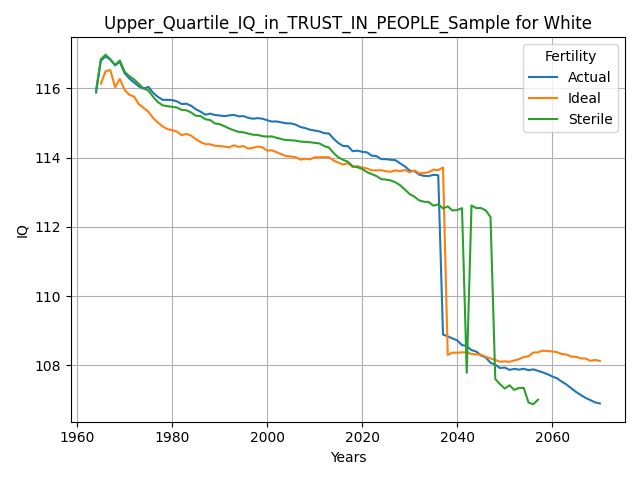 Upper_Quartile_IQ_in_TRUST_IN_PEOPLE_Sample for White
Fertility
Actual
Ideal
Sterile
116
114
112
110
108
IQ
1960
1980
2000
2020
2040
2060
Years